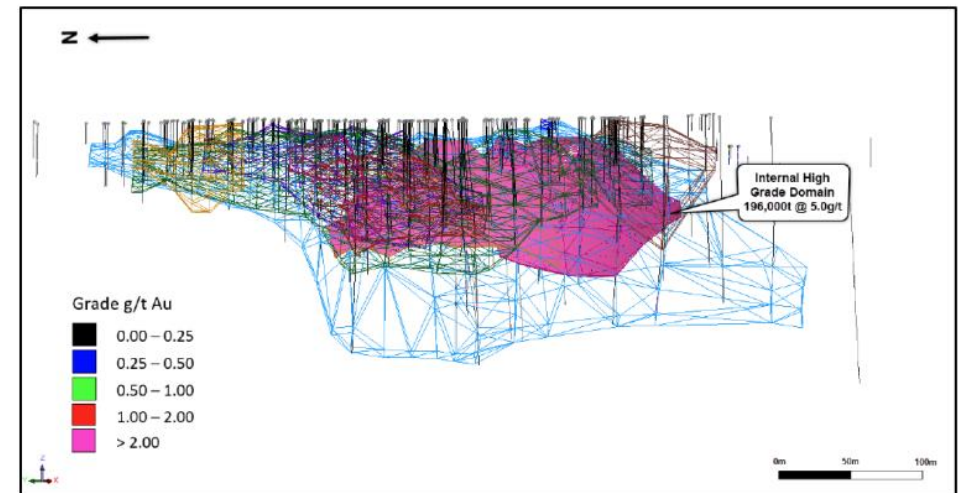 N
Internal High
Grade Domain
196,000t @ 5.0g/t
Grade g/t Au
0.00 – 0.25
0.25 – 0.50
0.50 – 1.00
1.00 – 2.00
> 2.00
Z
Y
X
0m 50m 100m